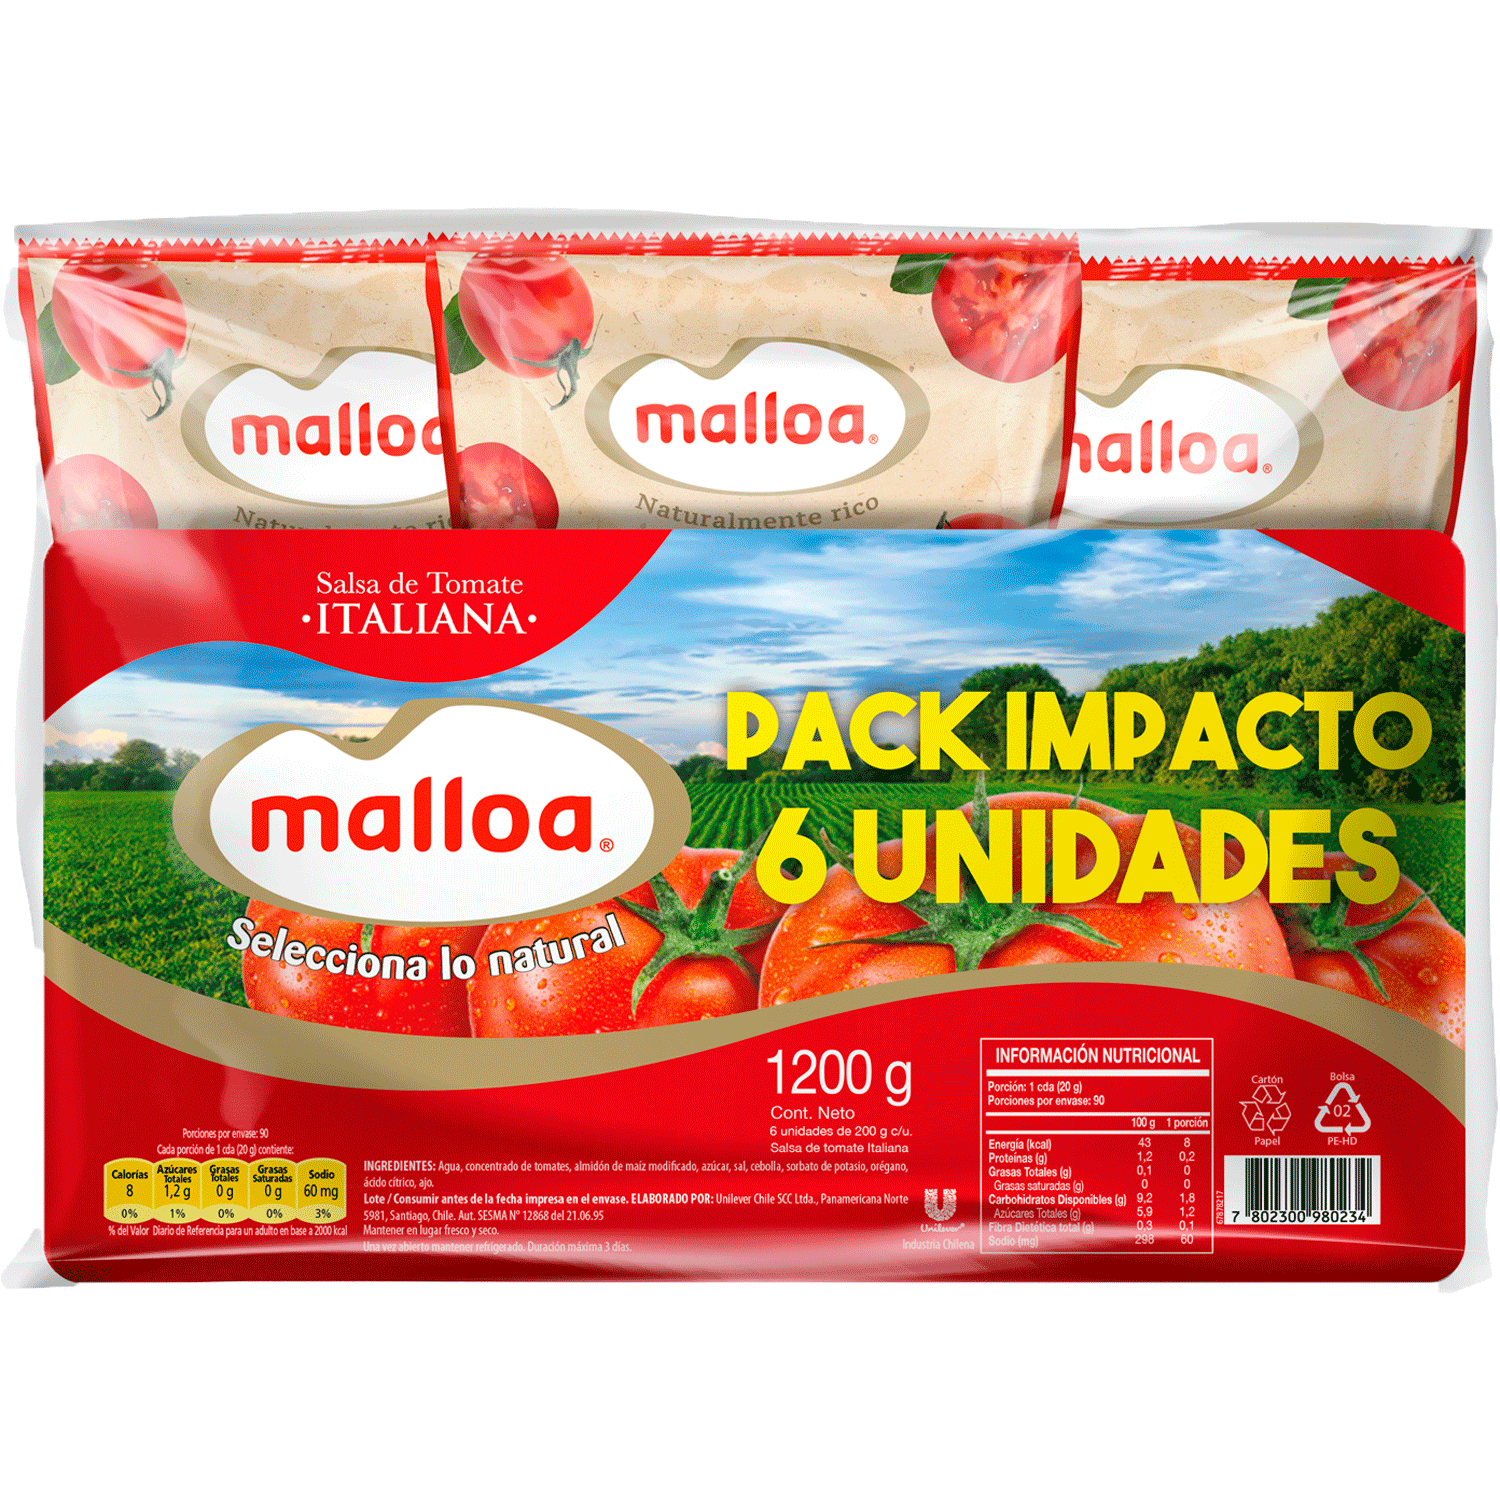 malloa
malloa®
Naturalmente rico
malloa®
Salsa de Tomate
·ITALIANA·
PACK IMPACTO
6 UNIDADES
malloa®
Selecciona lo natural
1200 g
Cont. Neto
6 unidades de 200 g c/u.
Salsa de tomate Italiana
Porciones por envase: 90
Cada porción de 1 cda (20 g) contiene:
Calorías Azúcares Totales Grasas Totales Grasas Saturadas Sodio
8 1,2 g 0 g 0 g 60 mg
0% 1% 0% 0% 3%
% del Valor Diario de Referencia para un adulto en base a 2000 kcal
INGREDIENTES: Agua, concentrado de tomates, almidón de maíz modificado, azúcar, sal, cebolla, sorbato de potasio, orégano,
ácido cítrico, ajo.
Lote / Consumir antes de la fecha impresa en el envase. ELABORADO POR: Unilever Chile SCC Ltda., Panamericana Norte
5981, Santiago, Chile. Aut. SESMA N° 12868 del 21.06.95
Mantener en lugar fresco y seco.
Una vez abierto mantener refrigerado. Duración máxima 3 días.
Unilever
Industria Chilena
INFORMACIÓN NUTRICIONAL
Porción: 1 cda (20 g)
Porciones por envase: 90
100 g 1 porción
Energía (kcal) 43 8
Proteínas (g) 1,2 0,2
Grasas Totales (g) 0,1 0
Grasas saturadas (g) 0 0
Carbohidratos Disponibles (g) 9,2 1,8
Azúcares Totales (g) 5,9 1,2
Fibra Dietética total (g) 0,3 0,1
Sodio (mg) 298 60
Cartón
Papel
Bolsa
02
PE-HD
67878217
7 802300 980234